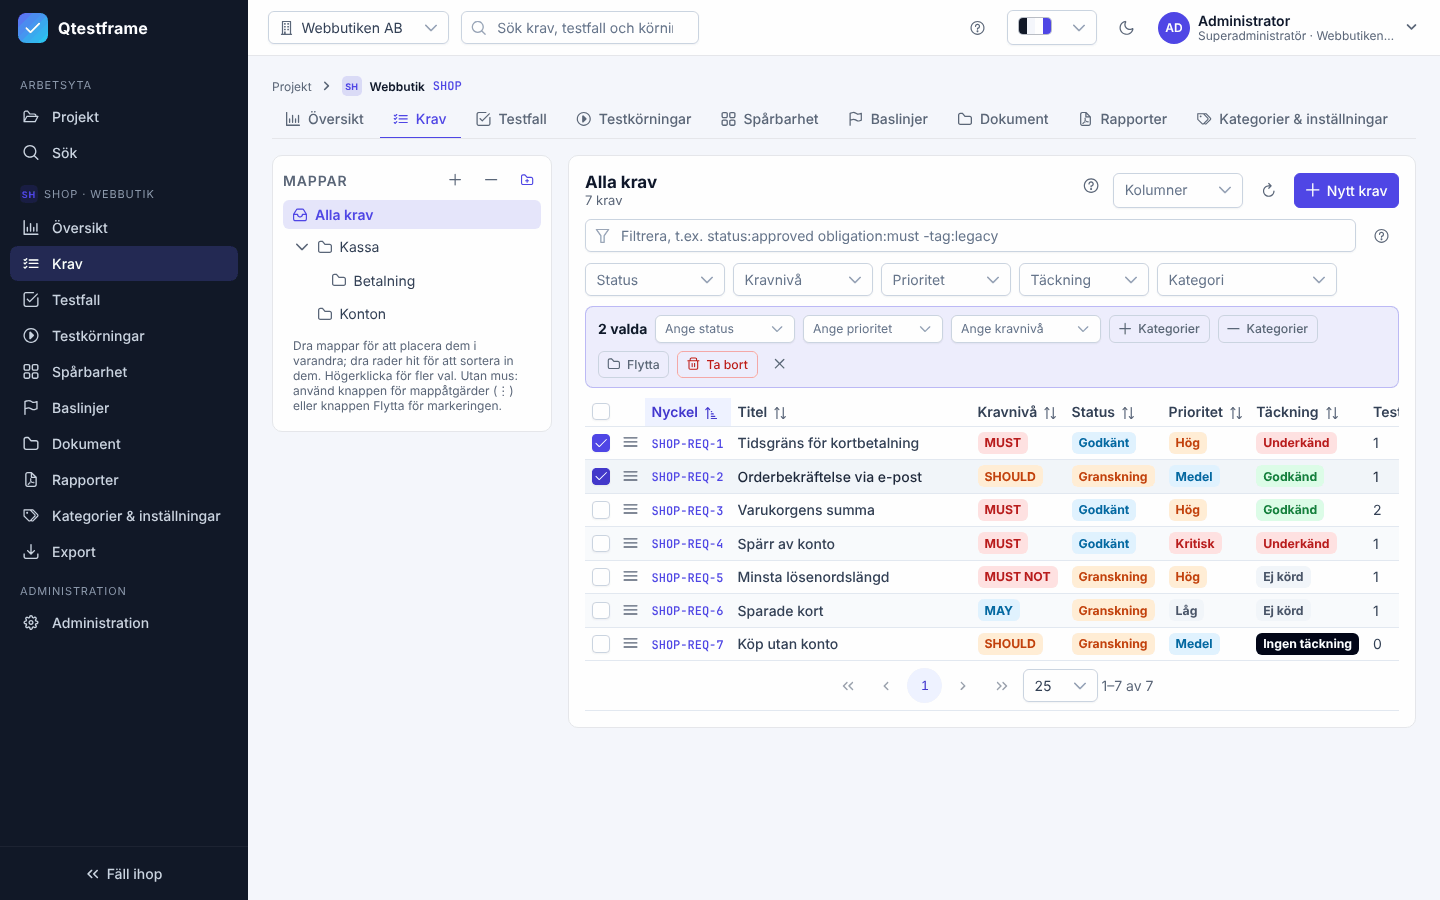 Qtestframe
Webbutiken AB
Sök krav, testfall och körnin
AD
Administrator
Superadministratör · Webbutiken...
ARBETSYTA
Projekt
Sök
SH SHOP · WEBBUTIK
Översikt
Krav
Testfall
Testkörningar
Spårbarhet
Baslinjer
Dokument
Rapporter
Kategorier & inställningar
Export
ADMINISTRATION
Administration
Fäll ihop
Projekt SH Webbutik SHOP
Översikt Krav Testfall Testkörningar Spårbarhet Baslinjer Dokument Rapporter Kategorier & inställningar
MAPPAR
Alla krav
Kassa
Betalning
Konton
Dra mappar för att placera dem i
varandra; dra rader hit för att sortera in
dem. Högerklicka för fler val. Utan mus:
använd knappen för mappåtgärder (⋮)
eller knappen Flytta för markeringen.
Alla krav
7 krav
Kolumner
Nytt krav
Filtrera, t.ex. status:approved obligation:must -tag:legacy
Status Kravnivå Prioritet Täckning Kategori
2 valda Ange status Ange prioritet Ange kravnivå + Kategorier − Kategorier
Flytta Ta bort
Nyckel Titel Kravnivå Status Prioritet Täckning Test
SHOP-REQ-1 Tidsgräns för kortbetalning MUST Godkänt Hög Underkänd 1
SHOP-REQ-2 Orderbekräftelse via e-post SHOULD Granskning Medel Godkänd 1
SHOP-REQ-3 Varukorgens summa MUST Godkänt Hög Godkänd 2
SHOP-REQ-4 Spärr av konto MUST Godkänt Kritisk Underkänd 1
SHOP-REQ-5 Minsta lösenordslängd MUST NOT Granskning Hög Ej körd 1
SHOP-REQ-6 Sparade kort MAY Granskning Låg Ej körd 1
SHOP-REQ-7 Köp utan konto SHOULD Granskning Medel Ingen täckning 0
1 25 1–7 av 7